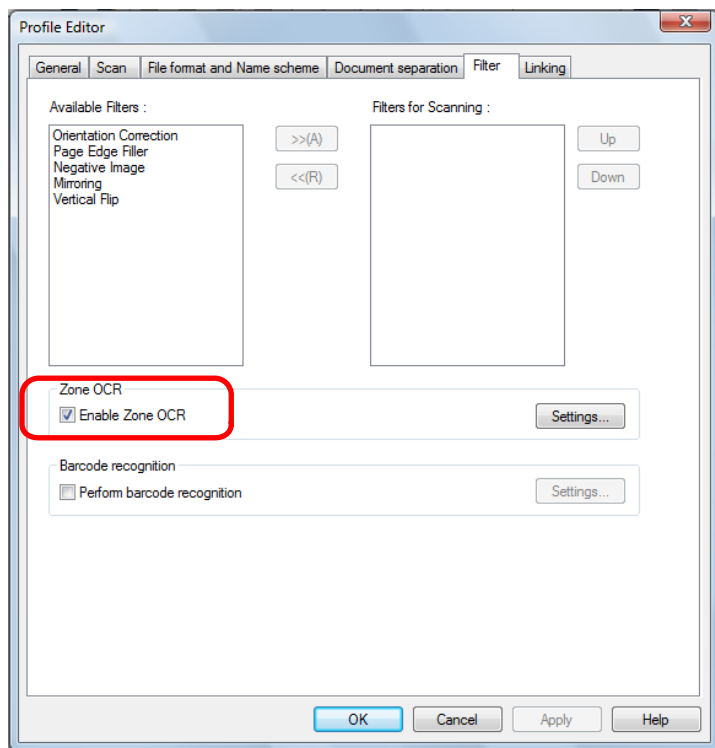 Profile Editor
General Scan File format and Name scheme Document separation Filter Linking
Available Filters : Filters for Scanning :
Orientation Correction >>(A) Up
Page Edge Filler
Negative Image <<(R) Down
Mirroring
Vertical Flip
Zone OCR
Enable Zone OCR Settings...
Barcode recognition
Perform barcode recognition Settings...
OK Cancel Apply Help